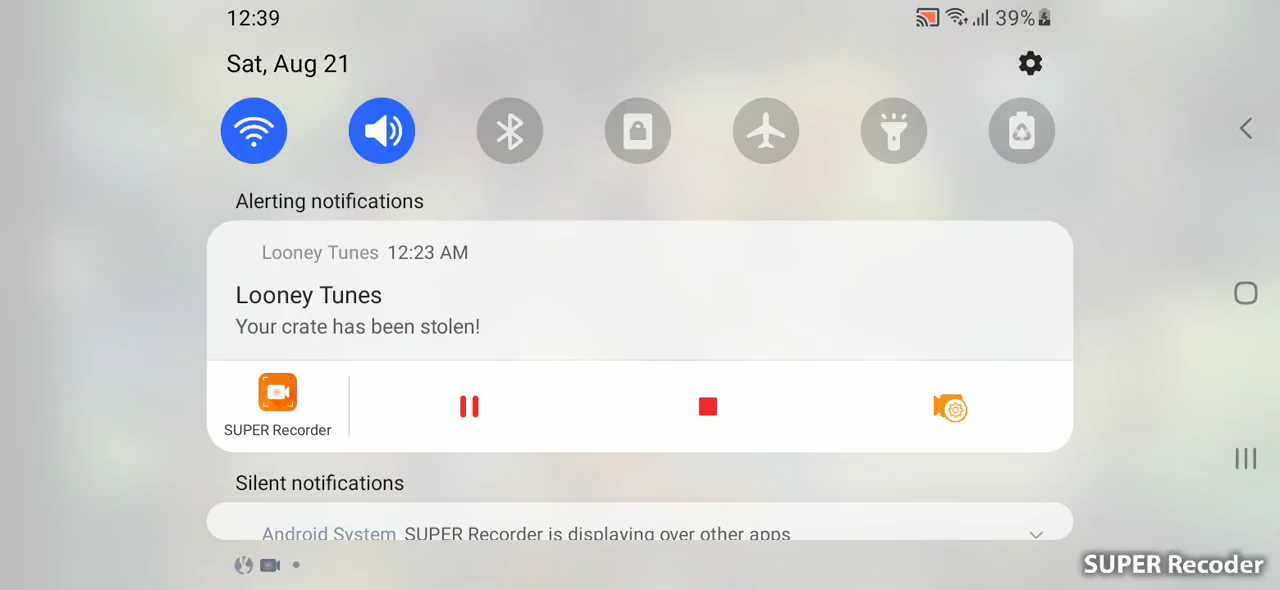 12:39
39%
Sat, Aug 21
Alerting notifications
Looney Tunes 12:23 AM
Looney Tunes
Your crate has been stolen!
SUPER Recorder
Silent notifications
Android System SUPER Recorder is displaying over other apps
SUPER Recoder